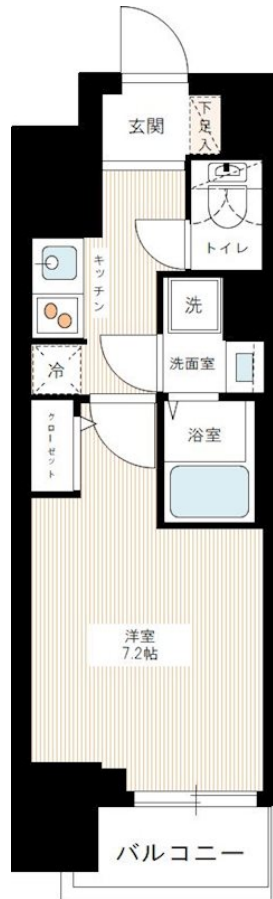 玄関
下足入
トイレ
キッチン
洗
洗面室
冷
クローゼット
浴室
洋室
7.2帖
バルコニー